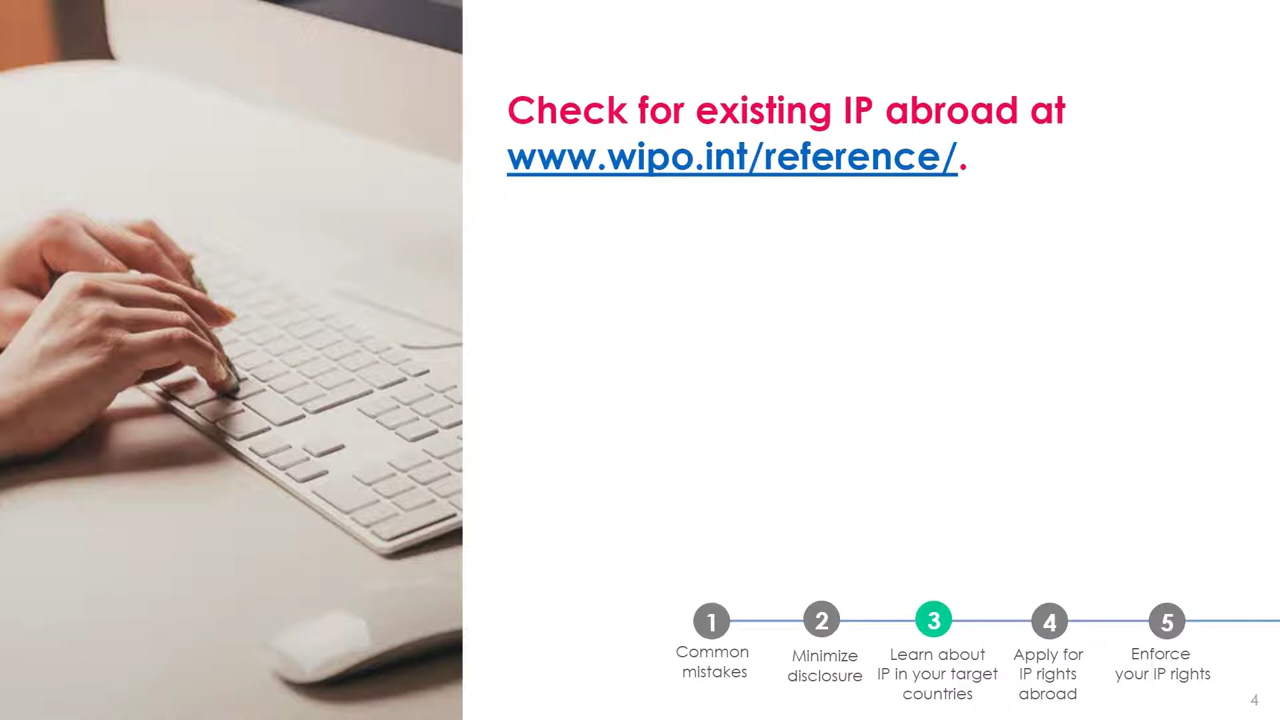 Check for existing IP abroad at
www.wipo.int/reference/.
1
2
3
4
5
Common
mistakes
Minimize
disclosure
Learn about
IP in your target
countries
Apply for
IP rights
abroad
Enforce
your IP rights
4